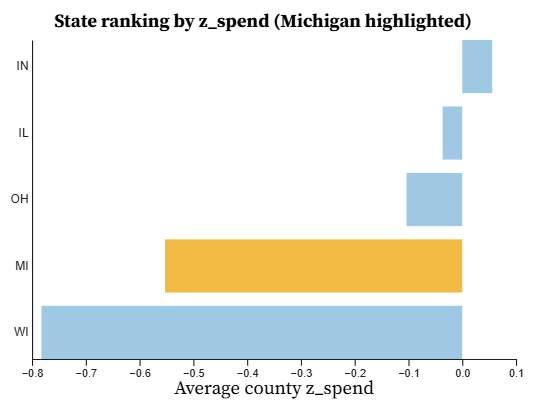 State ranking by z_spend (Michigan highlighted)
IN
IL
OH
MI
WI
−0.8 −0.7 −0.6 −0.5 −0.4 −0.3 −0.2 −0.1 0.0 0.1
Average county z_spend